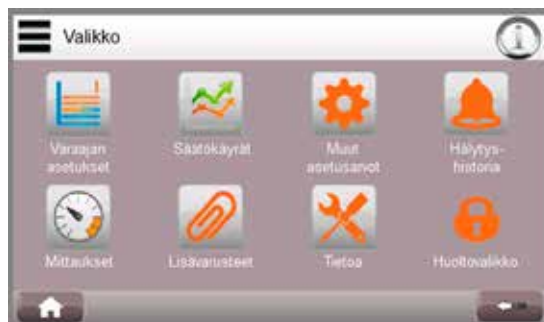 Valikko
Varaajan
asetukset
Säätökäyrät
Muut
asetusarvot
Hälytys-
historia
Mittaukset
Lisävarusteet
Tietoa
Huoltovalikko